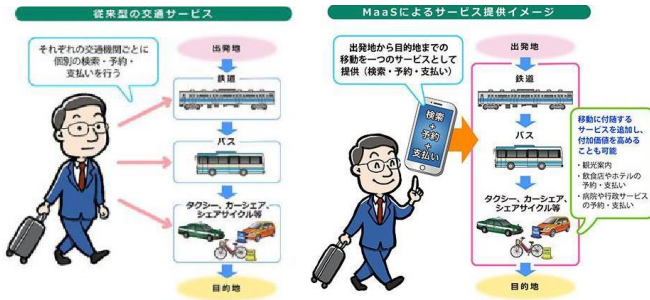 従来型の交通サービス
それぞれの交通機関ごとに
個別の検索・予約・
支払いを行う
出発地
鉄道
バス
タクシー、カーシェア、
シェアサイクル等
目的地
MaaSによるサービス提供イメージ
出発地から目的地までの
移動を一つのサービスとして
提供（検索・予約・支払い）
検索
+
予約
+
支払い
出発地
鉄道
バス
タクシー、カーシェア、
シェアサイクル等
目的地
移動に付随する
サービスを追加し、
付加価値を高める
ことも可能
・観光案内
・飲食店やホテルの
予約・支払い
・病院や行政サービス
の予約・支払い